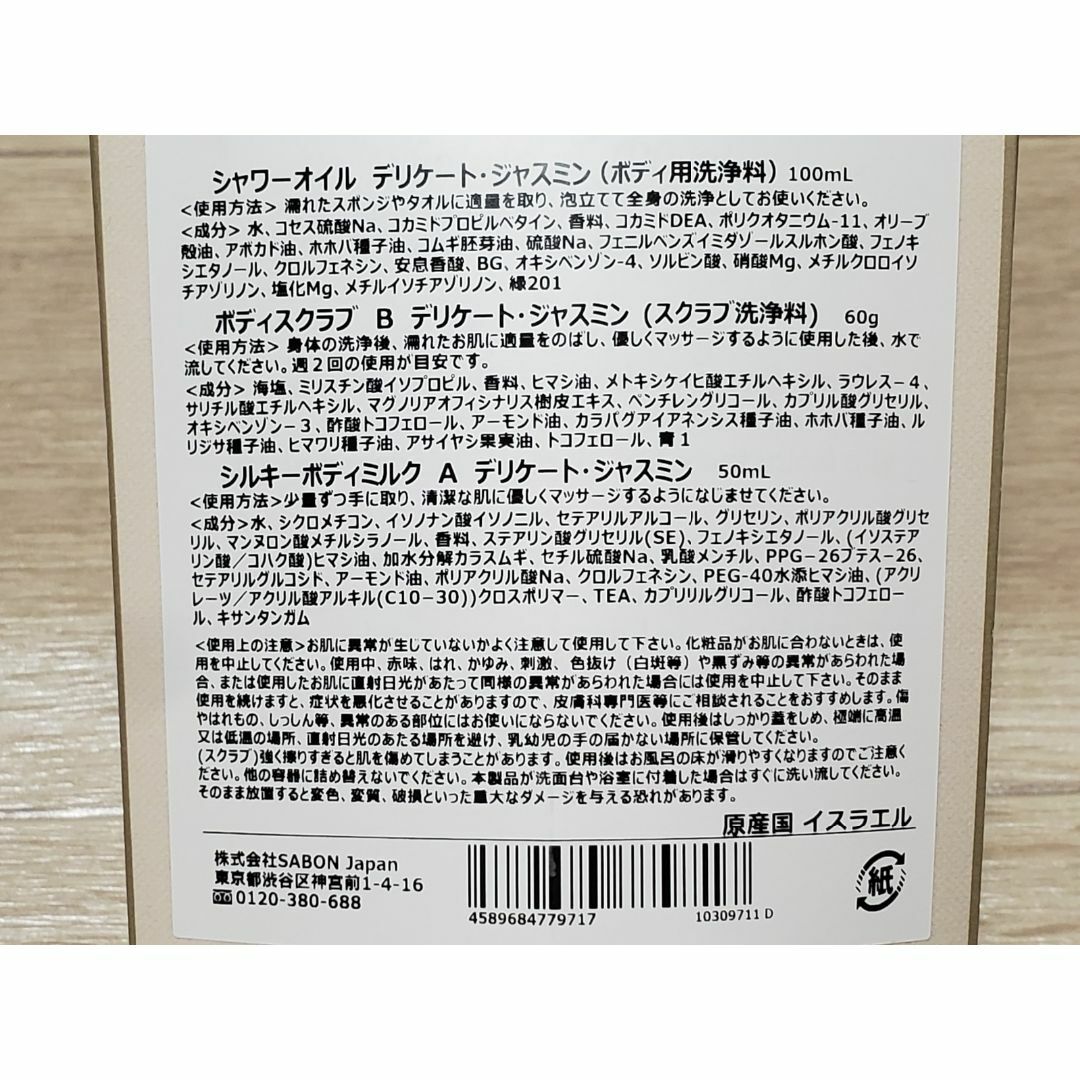 シャワーオイル デリケート・ジャスミン（ボディ用洗浄料）100mL
<使用方法> 濡れたスポンジやタオルに適量を取り、泡立てて全身の洗浄としてお使いください。
<成分> 水、コセス硫酸Na、コカミドプロピルベタイン、香料、コカミドDEA、ポリクオタニウム-11、オリーブ
殻油、アボカド油、ホホバ種子油、コムギ胚芽油、硫酸Na、フェニルベンズイミダゾールスルホン酸、フェノキ
シエタノール、クロルフェネシン、安息香酸、BG、オキシベンゾン-4、ソルビン酸、硝酸Mg、メチルクロロイソ
チアゾリノン、塩化Mg、メチルイソチアゾリノン、緑201
ボディスクラブ B デリケート・ジャスミン（スクラブ洗浄料） 60g
<使用方法> 身体の洗浄後、濡れたお肌に適量をのばし、優しくマッサージするように使用した後、水で
流してください。週２回の使用が目安です。
<成分> 海塩、ミリスチン酸イソプロピル、香料、ヒマシ油、メトキシケイヒ酸エチルヘキシル、ラウレス－４、
サリチル酸エチルヘキシル、マグノリアオフィシナリス樹皮エキス、ペンチレングリコール、カプリル酸グリセリル、
オキシベンゾン－３、酢酸トコフェロール、アーモンド油、カラパグアイアネンシス種子油、ホホバ種子油、ル
リジサ種子油、ヒマワリ種子油、アサイヤシ果実油、トコフェロール、青１
シルキーボディミルク A デリケート・ジャスミン 50mL
<使用方法>少量ずつ手に取り、清潔な肌に優しくマッサージするようになじませてください。
<成分>水、シクロメチコン、イソノナン酸イソノニル、セテアリルアルコール、グリセリン、ポリアクリル酸グリセ
リル、マンヌロン酸メチルシラノール、香料、ステアリン酸グリセリル(SE)、フェノキシエタノール、(イソステア
リン酸／コハク酸)ヒマシ油、加水分解カラスムギ、セチル硫酸Na、乳酸メンチル、PPG-26ブテス-26、
セテアリルグルコシド、アーモンド油、ポリアクリル酸Na、クロルフェネシン、PEG-40水添ヒマシ油、(アクリ
レーツ／アクリル酸アルキル(C10-30))クロスポリマー、TEA、カプリリルグリコール、酢酸トコフェロー
ル、キサンタンガム
<使用上の注意>お肌に異常が生じていないかよく注意して使用して下さい。化粧品がお肌に合わないときは、使
用を中止してください。使用中、赤味、はれ、かゆみ、刺激、色抜け（白斑等）や黒ずみ等の異常があらわれた場
合、または使用したお肌に直射日光があたって同様の異常があらわれた場合には使用を中止して下さい。そのまま
使用を続けますと、症状を悪化させることがありますので、皮膚科専門医等にご相談されることをおすすめします。傷
やはれもの、しっしん等、異常のある部位にはお使いにならないでください。使用後はしっかり蓋をしめ、極端に高温
又は低温の場所、直射日光のあたる場所を避け、乳幼児の手の届かない場所に保管してください。
(スクラブ)強く擦りすぎると肌を傷めてしまうことがあります。使用後はお風呂の床が滑りやすくなりますのでご注意く
ださい。他の容器に詰め替えないでください。本製品が洗面台や浴室に付着した場合はすぐに洗い流してください。
そのまま放置すると変色、変質、破損といった重大なダメージを与える恐れがあります。
原産国 イスラエル
株式会社SABON Japan
東京都渋谷区神宮前1-4-16
0120-380-688
4589684779717
10309711 D
紙